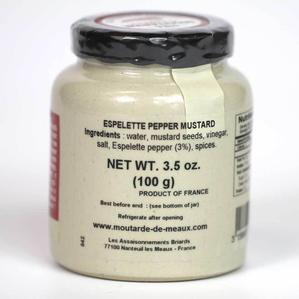 ESPELETTE PEPPER MUSTARD
Ingredients : water, mustard seeds, vinegar,
salt, Espelette pepper (3%), spices.
NET WT. 3.5 oz.
(100 g)
PRODUCT OF FRANCE
Best before end : (see bottom of jar)
Refrigerate after opening
www.moutarde-de-meaux.com
Les Assaisonnements Briards
77100 Nanteuil les Meaux - France